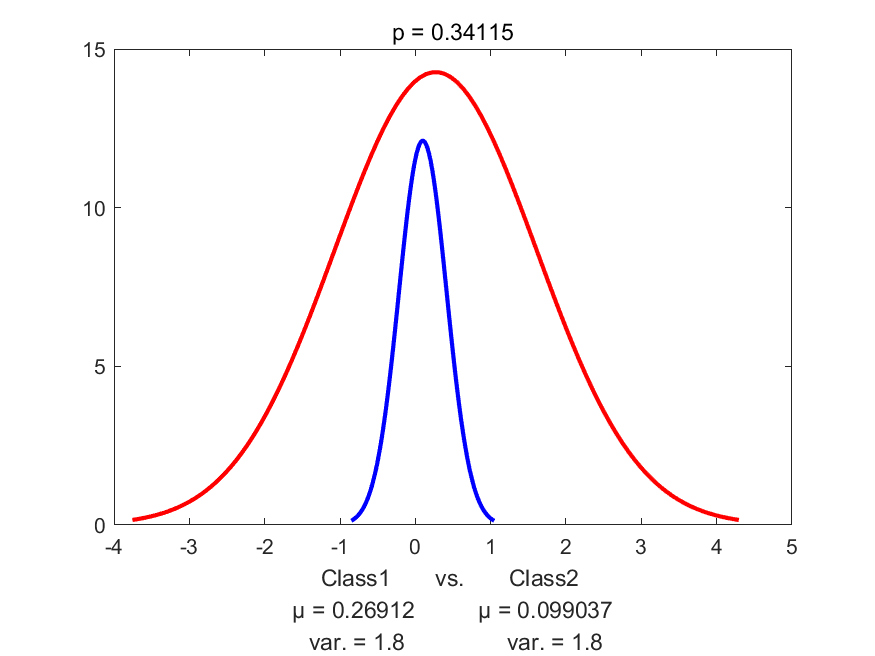 p = 0.34115
15
10
5
0
-4 -3 -2 -1 0 1 2 3 4 5
Class1 vs. Class2
μ = 0.26912 μ = 0.099037
var. = 1.8 var. = 1.8